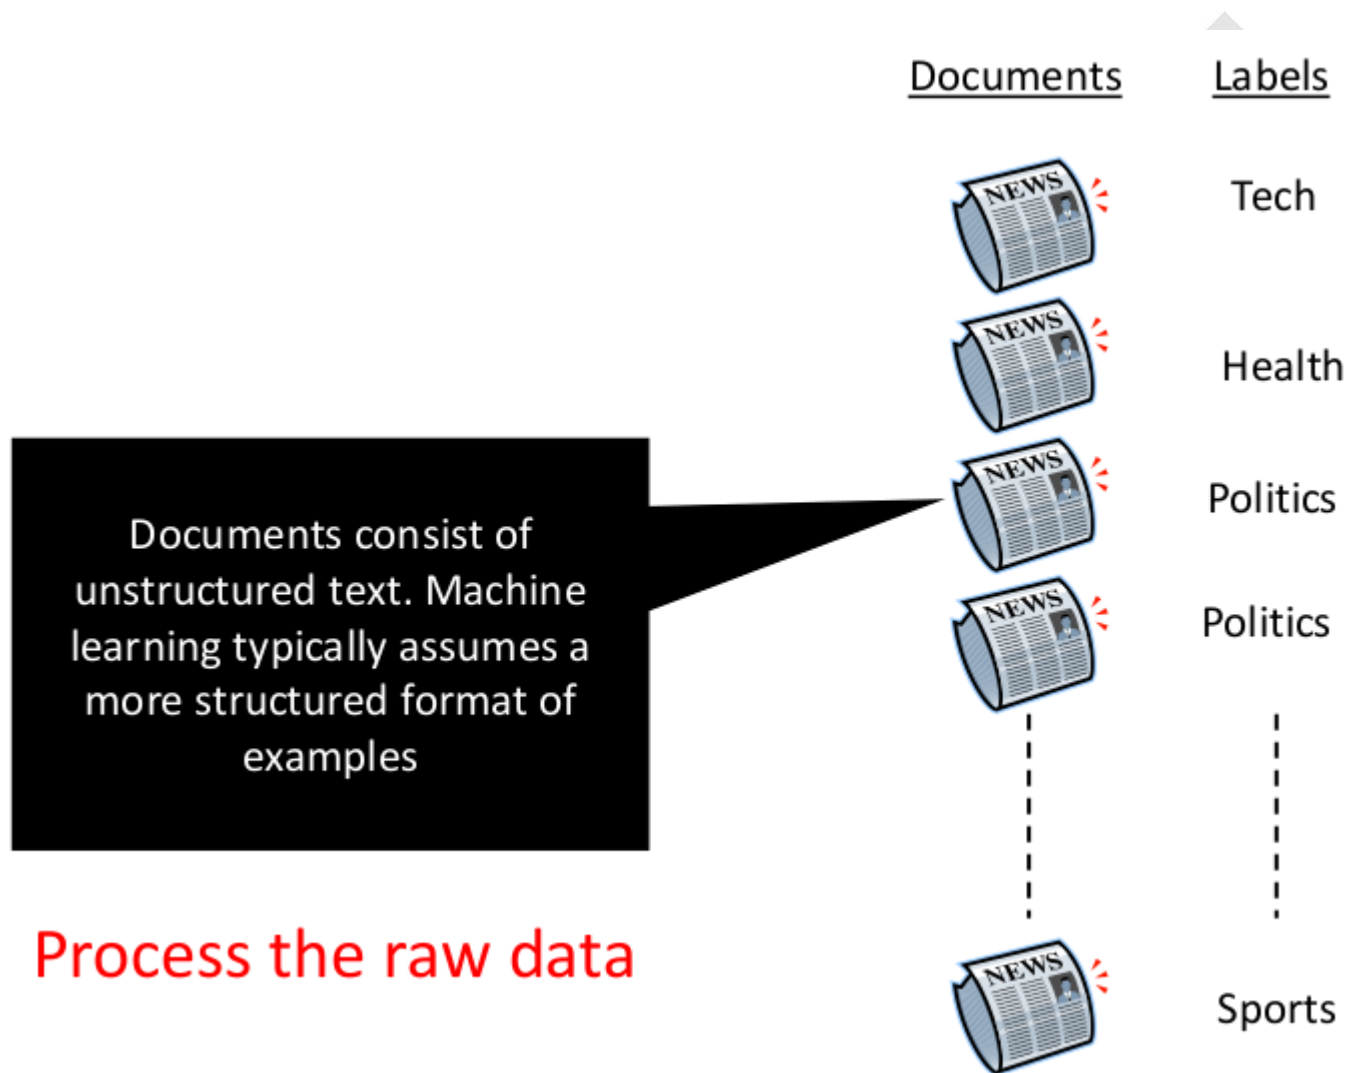 Documents Labels
NEWS
Tech
NEWS
Health
NEWS
Politics
Documents consist of
unstructured text. Machine
learning typically assumes a
more structured format of
examples
NEWS
Politics
Process the raw data
NEWS
Sports